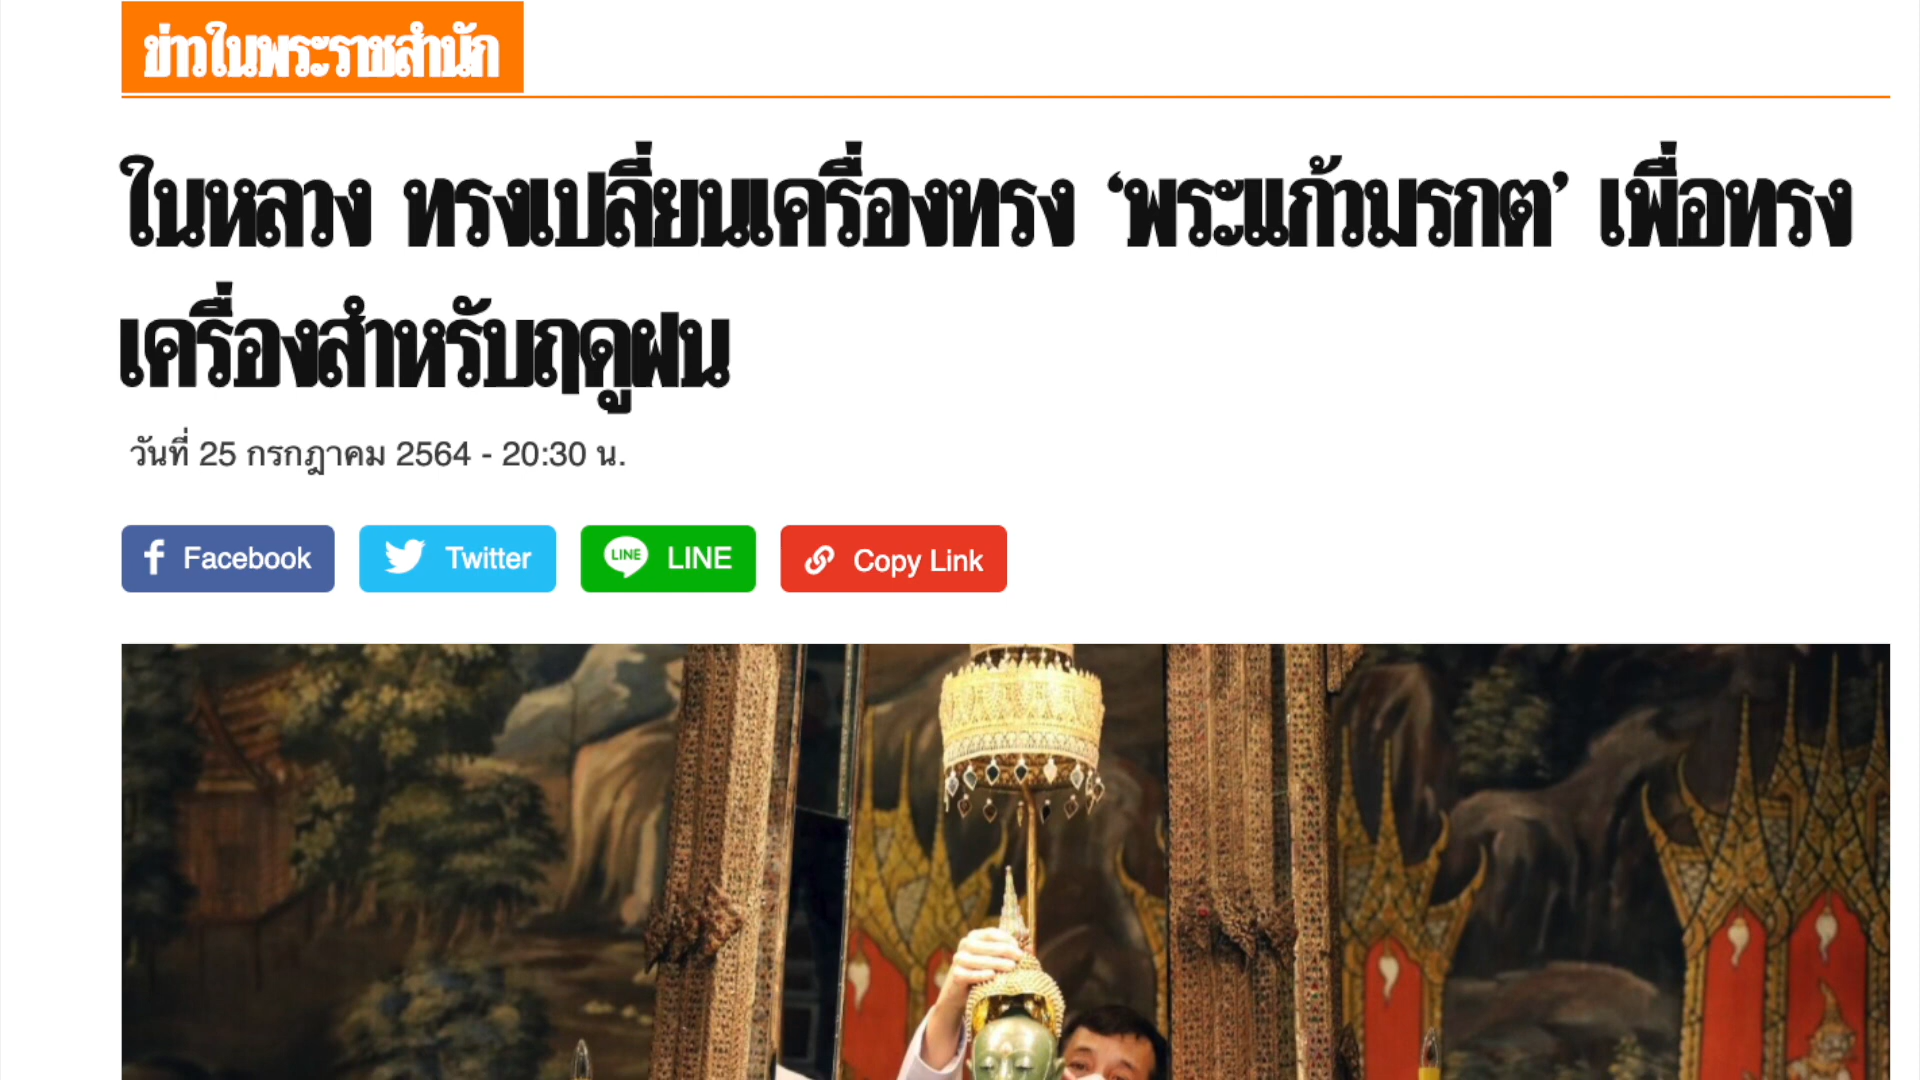 ข่าวในพระราชสำนัก
ในหลวง ทรงเปลี่ยนเครื่องทรง ‘พระแก้วมรกต’ เพื่อทรง
เครื่องสำหรับฤดูฝน
วันที่ 25 กรกฎาคม 2564 - 20:30 น.
Facebook Twitter LINE LINE Copy Link